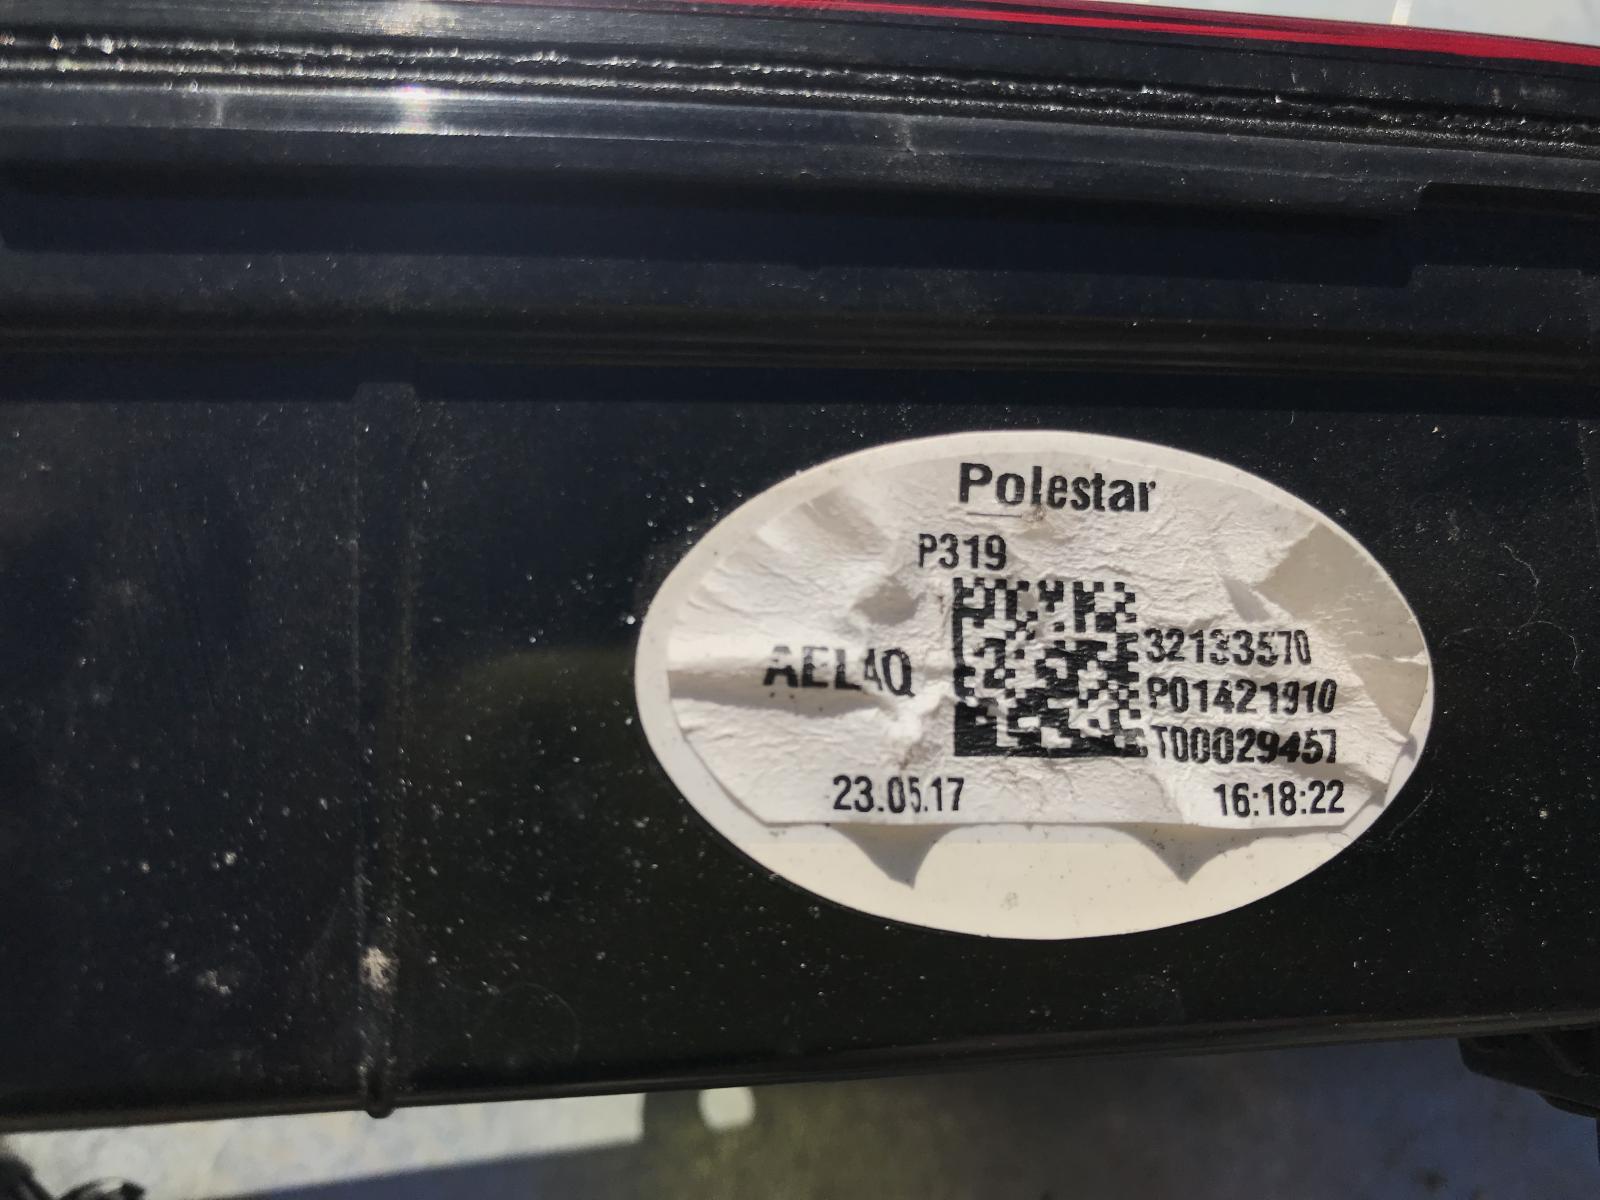 Polestar
P319
AEL4Q
32133570
P01421910
T00029457
23.05.17
16:18:22